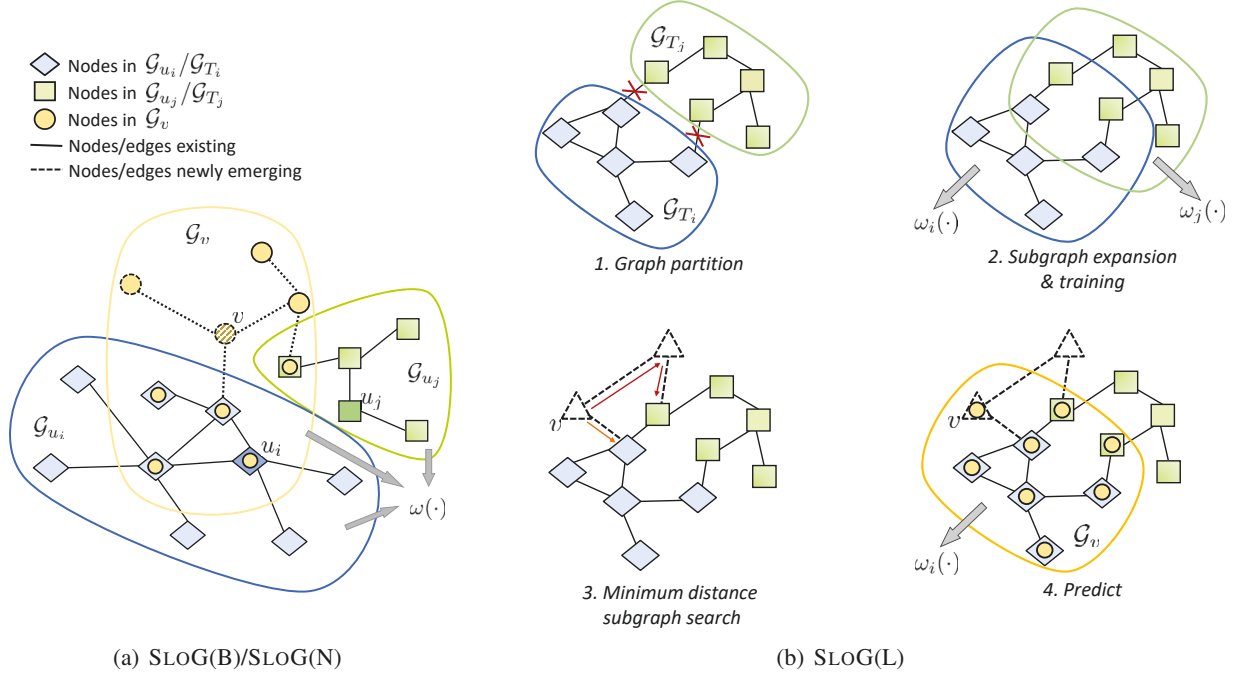 Nodes in 𝒢_{u_i}/𝒢_{T_i}
Nodes in 𝒢_{u_j}/𝒢_{T_j}
Nodes in 𝒢_v
Nodes/edges existing
Nodes/edges newly emerging
𝒢_v
v
𝒢_{u_j}
u_j
𝒢_{u_i}
u_i
ω(·)
(a) SLOG(B)/SLOG(N)
𝒢_{T_j}
𝒢_{T_i}
1. Graph partition
ω_i(·)
ω_j(·)
2. Subgraph expansion
& training
v
3. Minimum distance
subgraph search
v
𝒢_v
ω_i(·)
4. Predict
(b) SLOG(L)